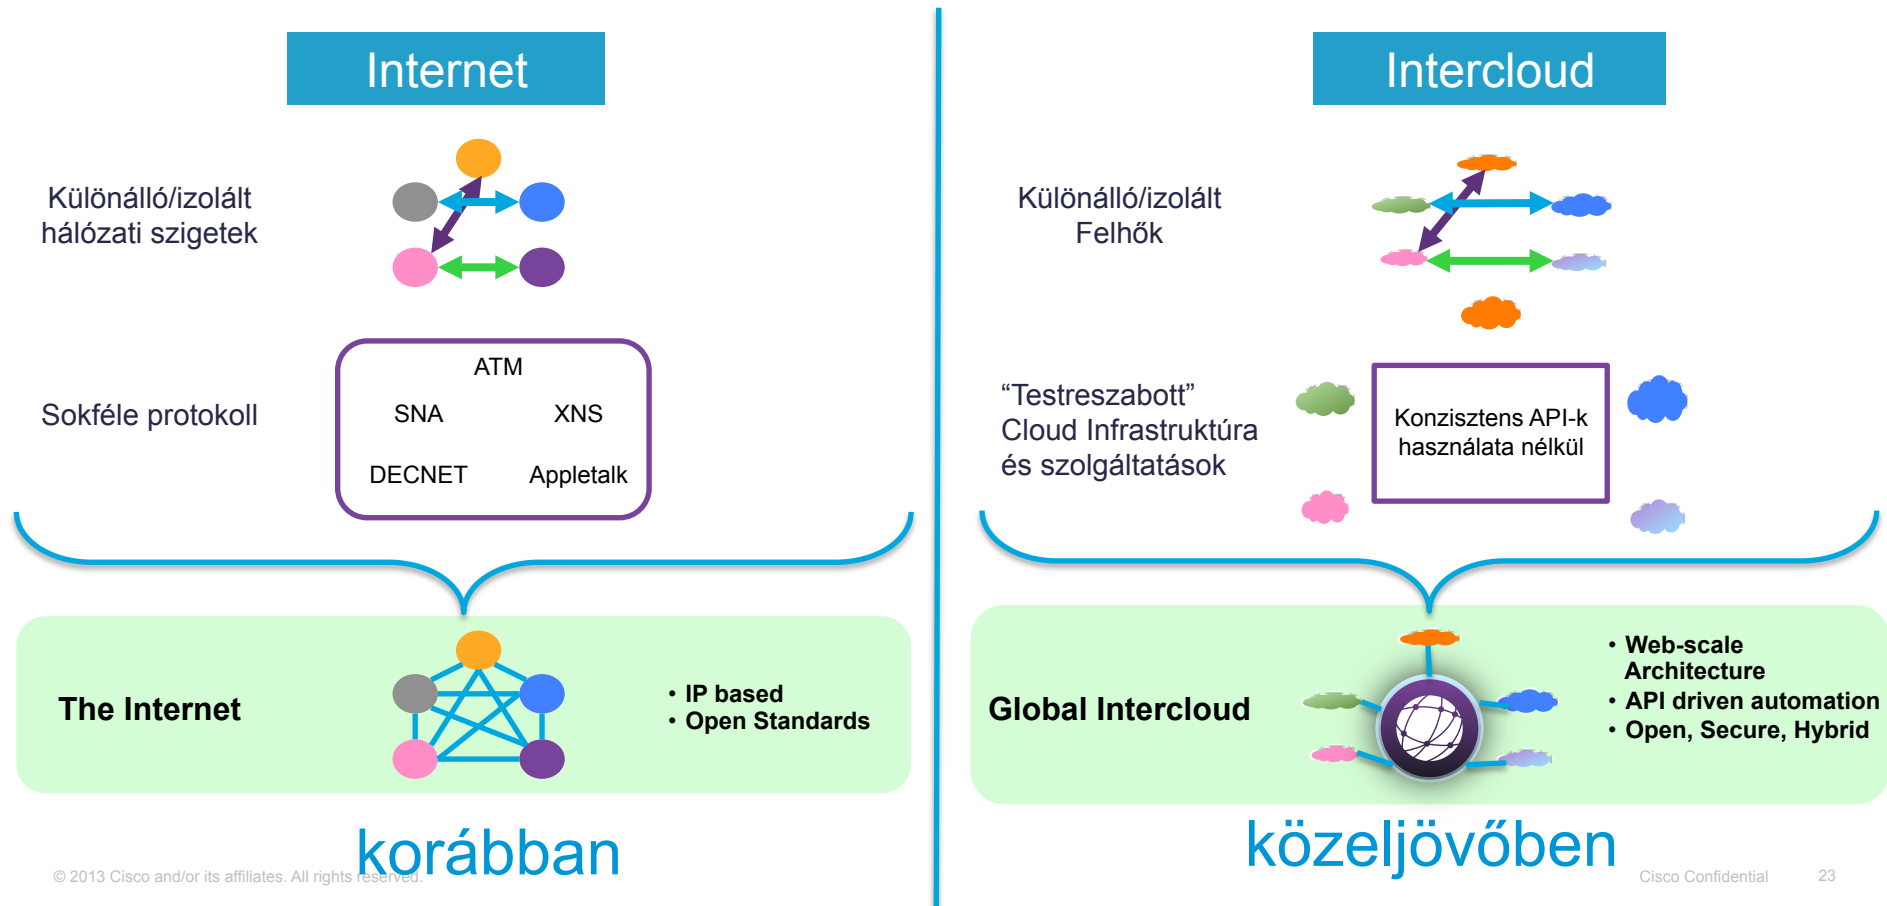 Internet
Különálló/izolált
hálózati szigetek
Sokféle protokoll
ATM
SNA XNS
DECNET Appletalk
The Internet
• IP based
• Open Standards
korábban
Intercloud
Különálló/izolált
Felhők
“Testreszabott”
Cloud Infrastruktúra
és szolgáltatások
Konzisztens API-k
használata nélkül
Global Intercloud
• Web-scale
Architecture
• API driven automation
• Open, Secure, Hybrid
közeljövőben
© 2013 Cisco and/or its affiliates. All rights reserved.
Cisco Confidential 23